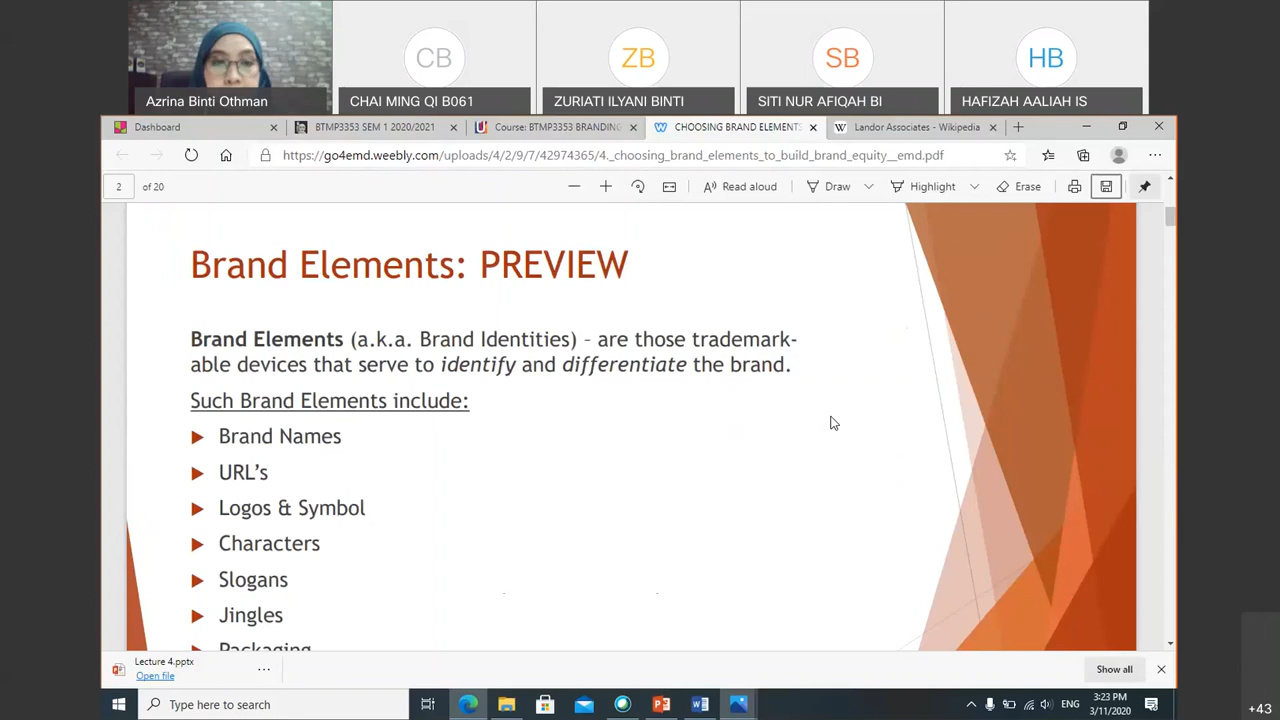 CB
ZB
SB
HB
Azrina Binti Othman
CHAI MING QI B061
ZURIATI ILYANI BINTI
SITI NUR AFIQAH BI
HAFIZAH AALIAH IS
Dashboard
BTMP3353 SEM 1 2020/2021
Course: BTMP3353 BRANDING
CHOOSING BRAND ELEMENTS
Landor Associates - Wikipedia
https://go4emd.weebly.com/uploads/4/2/9/7/42974365/4._choosing_brand_elements_to_build_brand_equity__emd.pdf
2 of 20
Read aloud
Draw
Highlight
Erase
Brand Elements: PREVIEW
Brand Elements (a.k.a. Brand Identities) – are those trademark-
able devices that serve to identify and differentiate the brand.
Such Brand Elements include:
Brand Names
URL’s
Logos & Symbol
Characters
Slogans
Jingles
Packaging
Lecture 4.pptx
Open file
Show all
Type here to search
ENG
3:23 PM
3/11/2020
+43